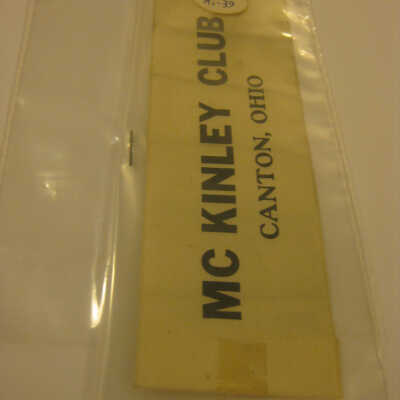 MC KINLEY CLUB
CANTON, OHIO